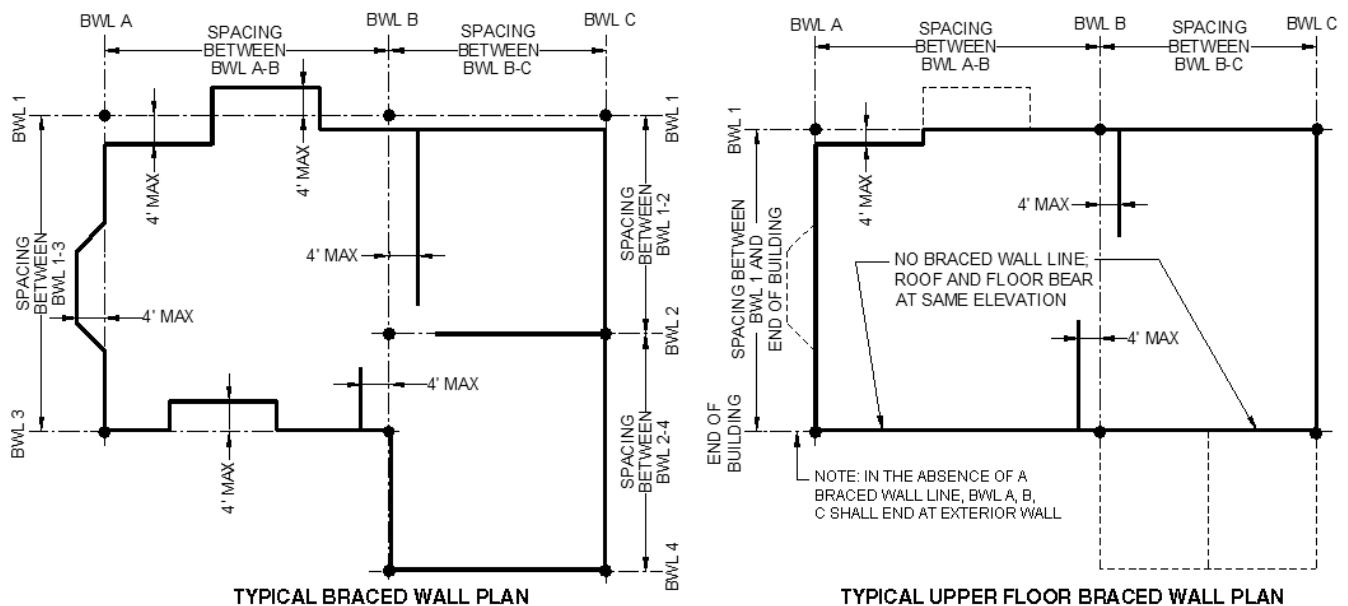 BWL A
BWL B
BWL C
SPACING
BETWEEN
BWL A-B
SPACING
BETWEEN
BWL B-C
BWL 1
BWL 1
4' MAX
4' MAX
SPACING
BETWEEN
BWL 1-3
SPACING
BETWEEN
BWL 1-2
4' MAX
4' MAX
BWL 2
4' MAX
BWL 3
4' MAX
SPACING
BETWEEN
BWL 2-4
BWL 4
TYPICAL BRACED WALL PLAN
BWL A
BWL B
BWL C
SPACING
BETWEEN
BWL A-B
SPACING
BETWEEN
BWL B-C
BWL 1
4' MAX
4' MAX
SPACING BETWEEN
BWL 1 AND
END OF BUILDING
NO BRACED WALL LINE;
ROOF AND FLOOR BEAR
AT SAME ELEVATION
4' MAX
END OF
BUILDING
NOTE: IN THE ABSENCE OF A
BRACED WALL LINE, BWL A, B,
C SHALL END AT EXTERIOR WALL
TYPICAL UPPER FLOOR BRACED WALL PLAN